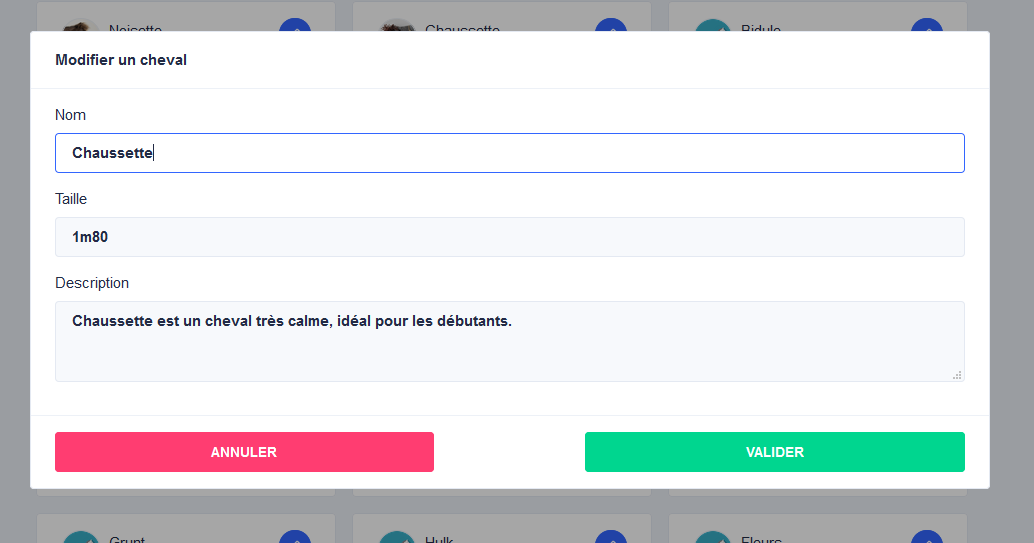 Noisette
Chaussette
Bidule
Modifier un cheval
Nom
Chaussette
Taille
1m80
Description
Chaussette est un cheval très calme, idéal pour les débutants.
ANNULER
VALIDER
Grunt
Hulk
Fleurs